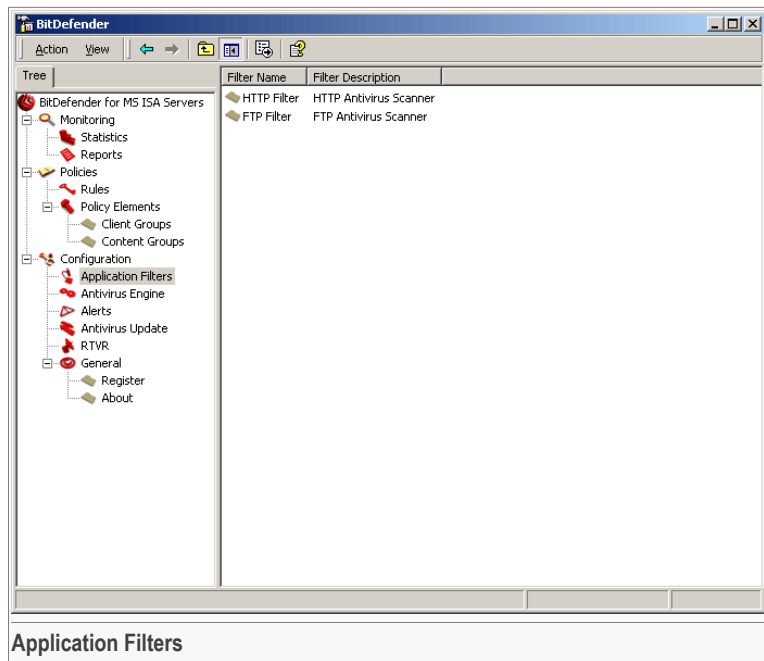 BitDefender
Action View
Tree
Filter Name Filter Description
BitDefender for MS ISA Servers
Monitoring
Statistics
Reports
Policies
Rules
Policy Elements
Client Groups
Content Groups
Configuration
Application Filters
Antivirus Engine
Alerts
Antivirus Update
RTVR
General
Register
About
HTTP Filter HTTP Antivirus Scanner
FTP Filter FTP Antivirus Scanner
Application Filters